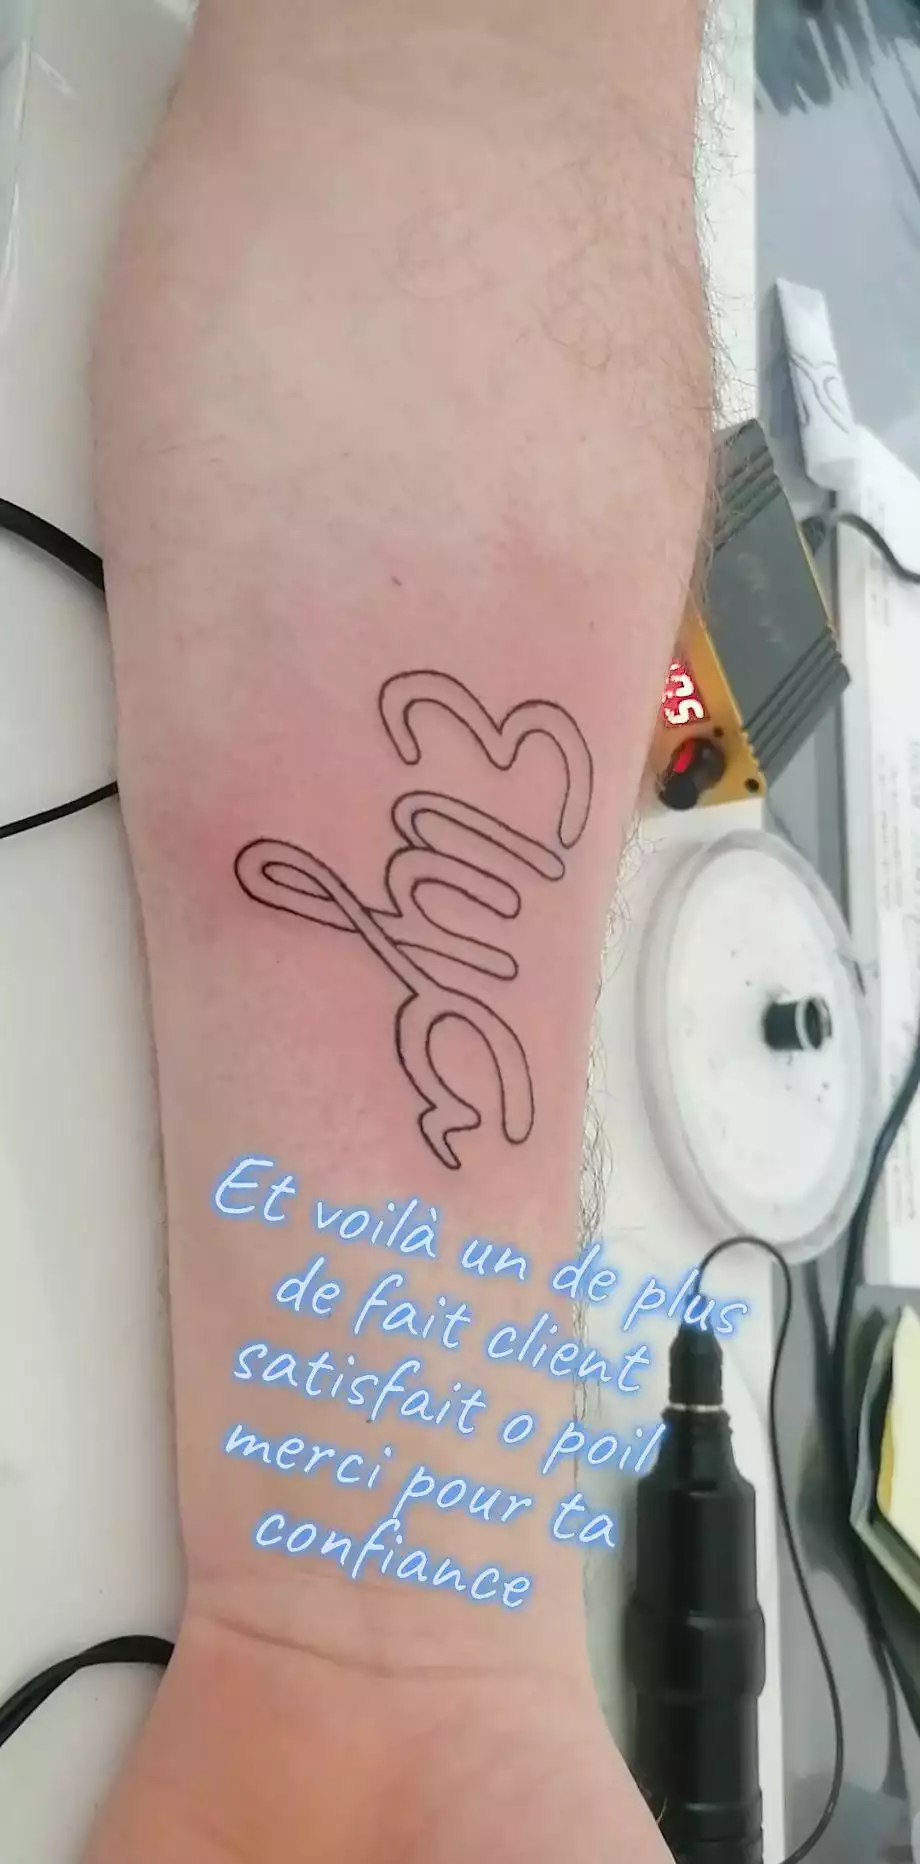 Elya
Et voilà un de plus
de fait client
satisfait o poil
merci pour ta
confiance